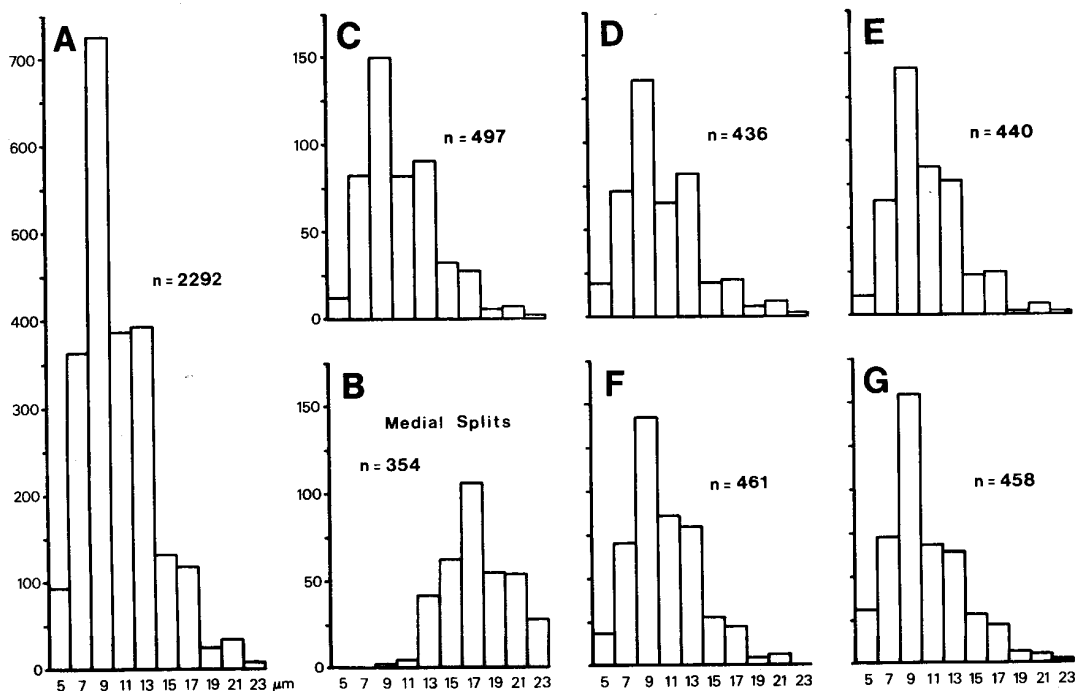 A
700
600
500
400
300
200
100
0
n = 2292
5 7 9 11 13 15 17 19 21 23 μm
C
150
100
50
0
n = 497
D
n = 436
E
n = 440
B
Medial Splits
n = 354
150
100
50
0
5 7 9 11 13 15 17 19 21 23
F
n = 461
5 7 9 11 13 15 17 19 21 23
G
n = 458
5 7 9 11 13 15 17 19 21 23